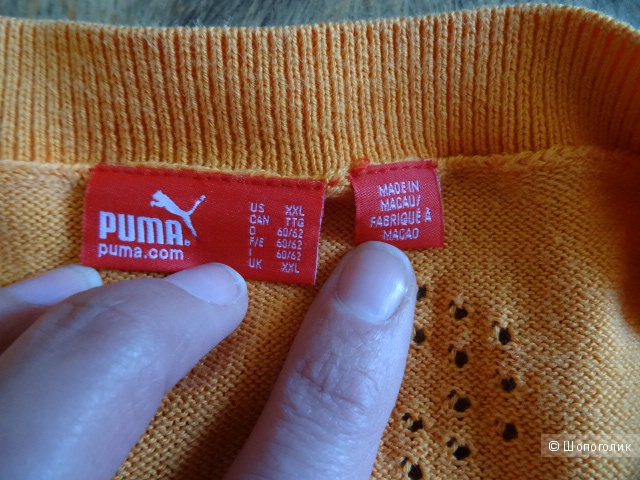 PUMA®
puma.com
US XXL
CAN TTG
D 60/62
F/E 60/62
I 60/62
UK XXL
MADE IN
MACAU/
FABRIQUÉ À
MACAO
© Шопоголик